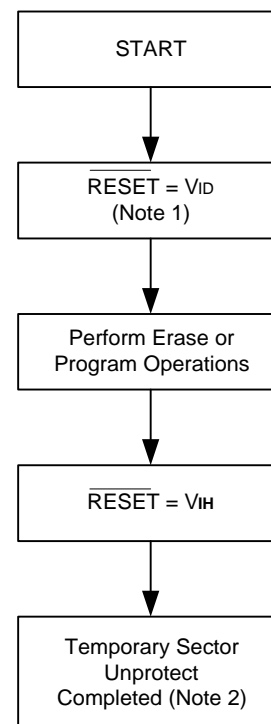 START
RESET = VID
(Note 1)
Perform Erase or
Program Operations
RESET = VIH
Temporary Sector
Unprotect
Completed (Note 2)